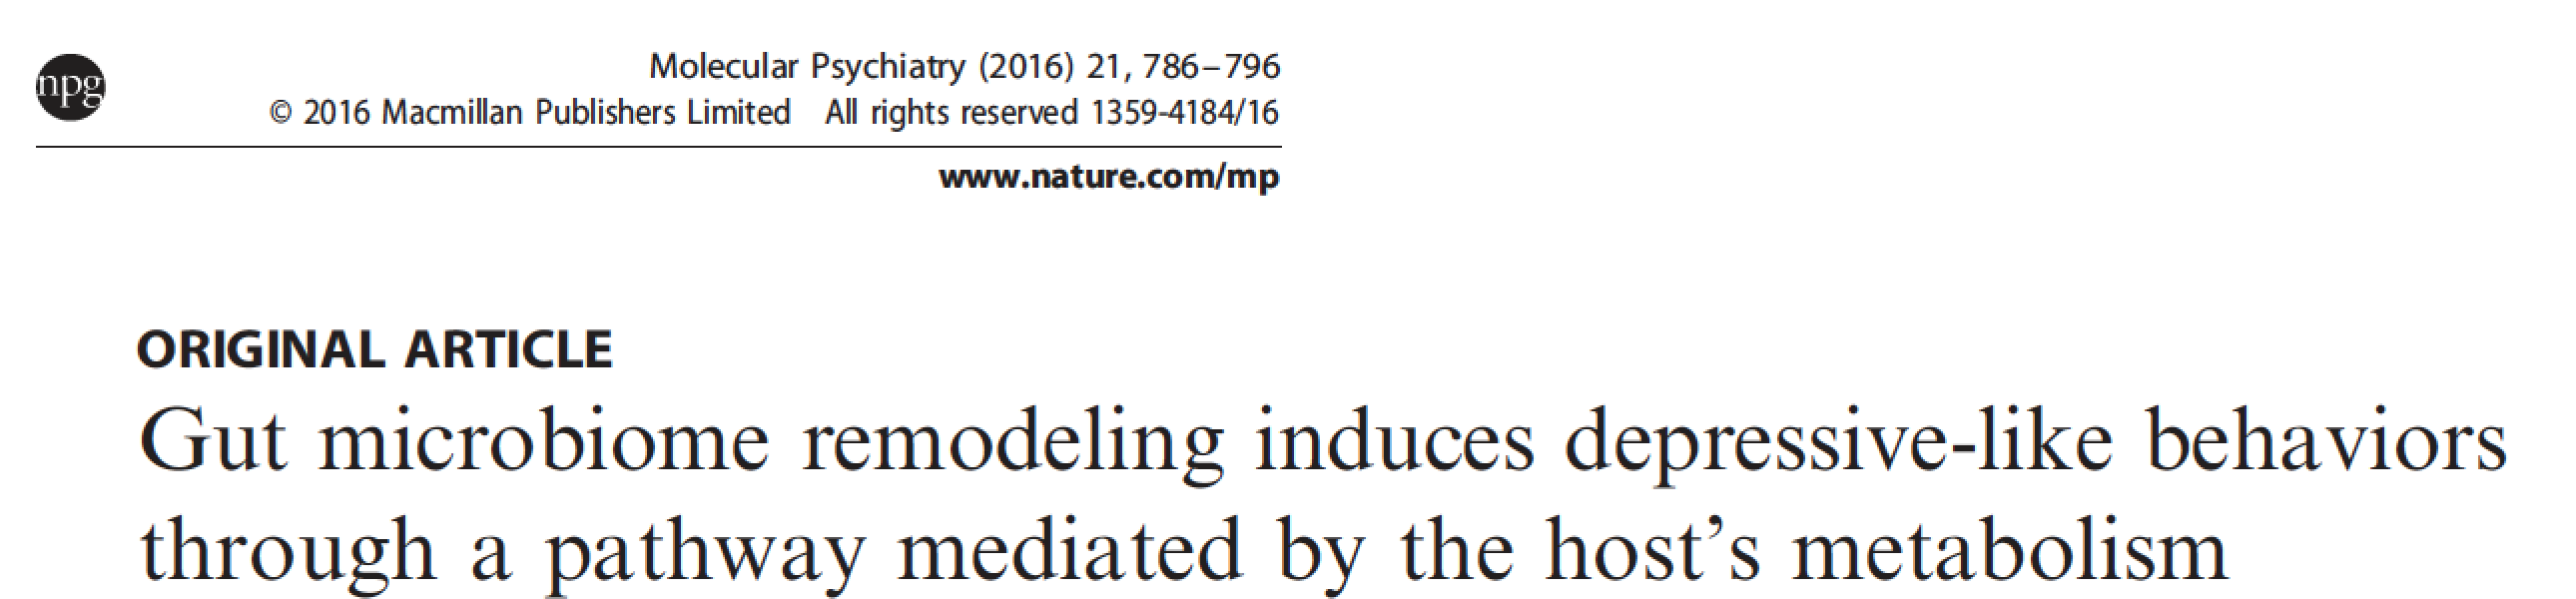 npg
Molecular Psychiatry (2016) 21, 786–796
© 2016 Macmillan Publishers Limited All rights reserved 1359-4184/16
www.nature.com/mp
ORIGINAL ARTICLE
Gut microbiome remodeling induces depressive-like behaviors
through a pathway mediated by the host’s metabolism